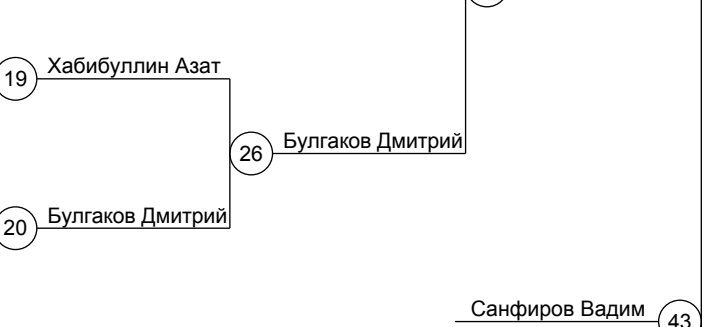 19 Хабибуллин Азат
26 Булгаков Дмитрий
20 Булгаков Дмитрий
Санфиров Вадим 43